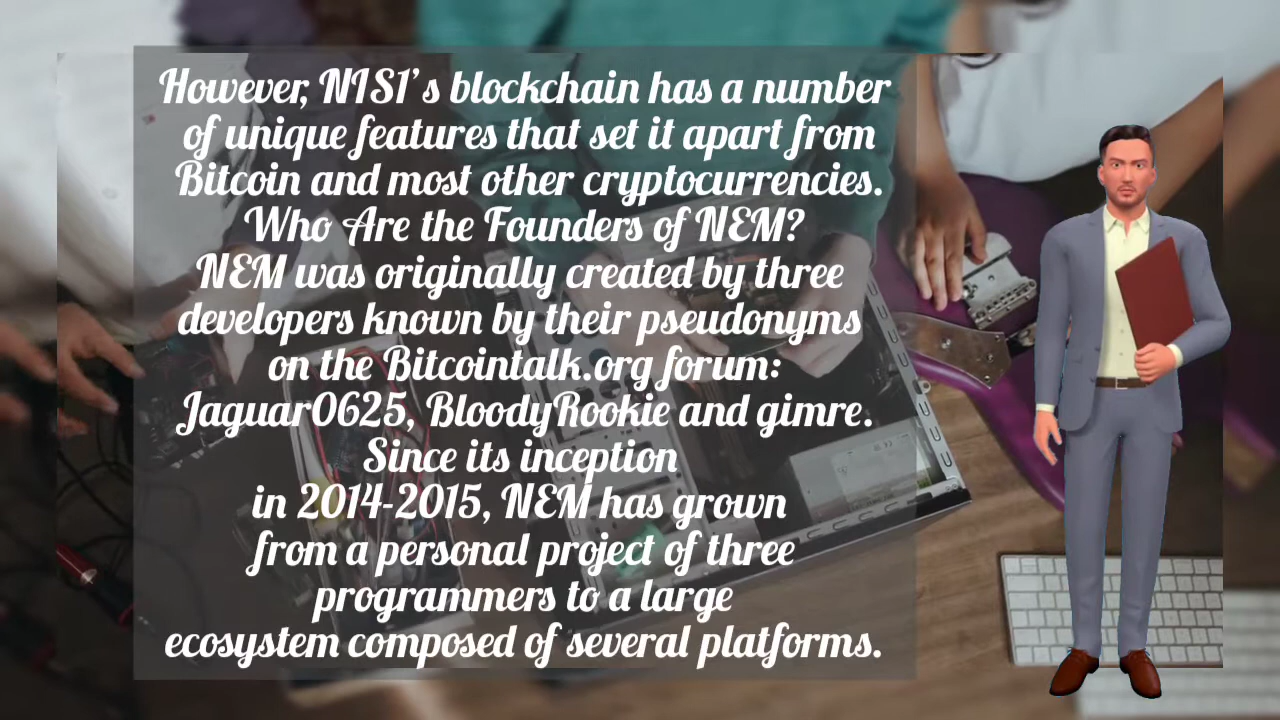 However, NIS1's blockchain has a number
of unique features that set it apart from
Bitcoin and most other cryptocurrencies.
Who Are the Founders of NEM?
NEM was originally created by three
developers known by their pseudonyms
on the Bitcointalk.org forum:
Jaguar0625, BloodyRookie and gimre.
Since its inception
in 2014-2015, NEM has grown
from a personal project of three
programmers to a large
ecosystem composed of several platforms.